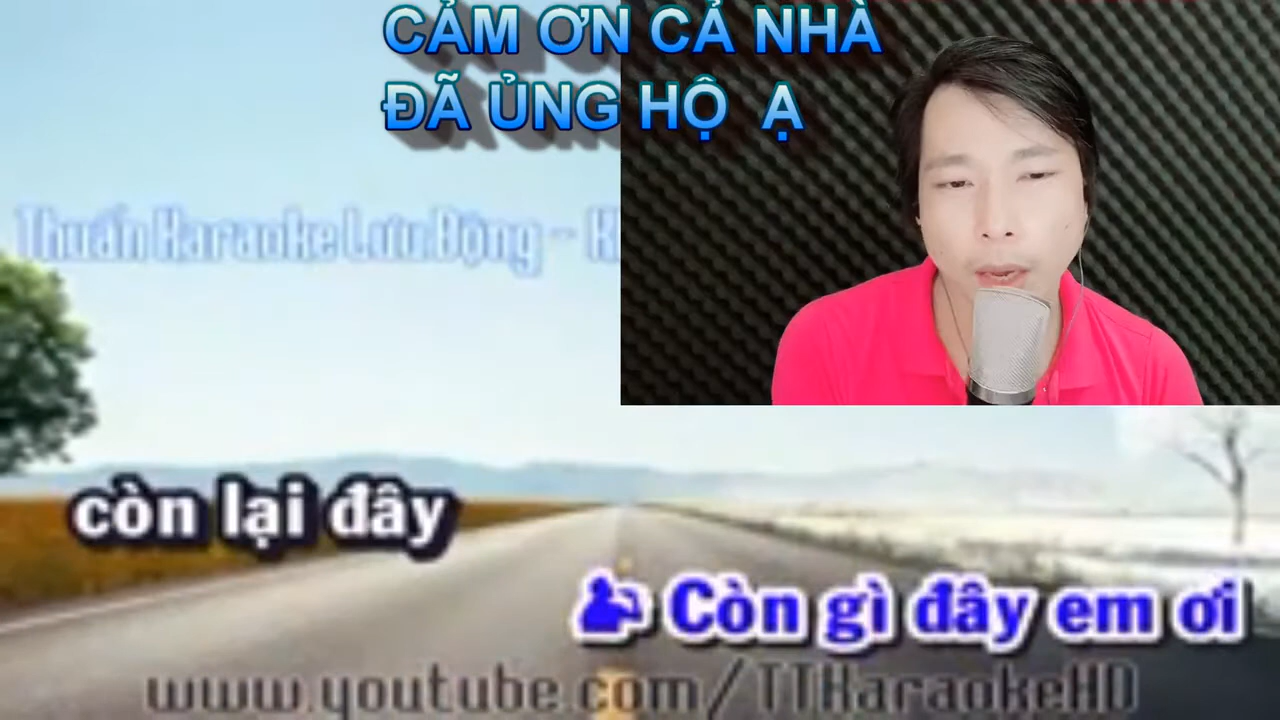 CẢM ƠN CẢ NHÀ
ĐÃ ỦNG HỘ Ạ
Thuấn Karaoke Lưu Động - K
còn lại đây
Còn gì đây em ơi
www.youtube.com/TTKaraokeHD